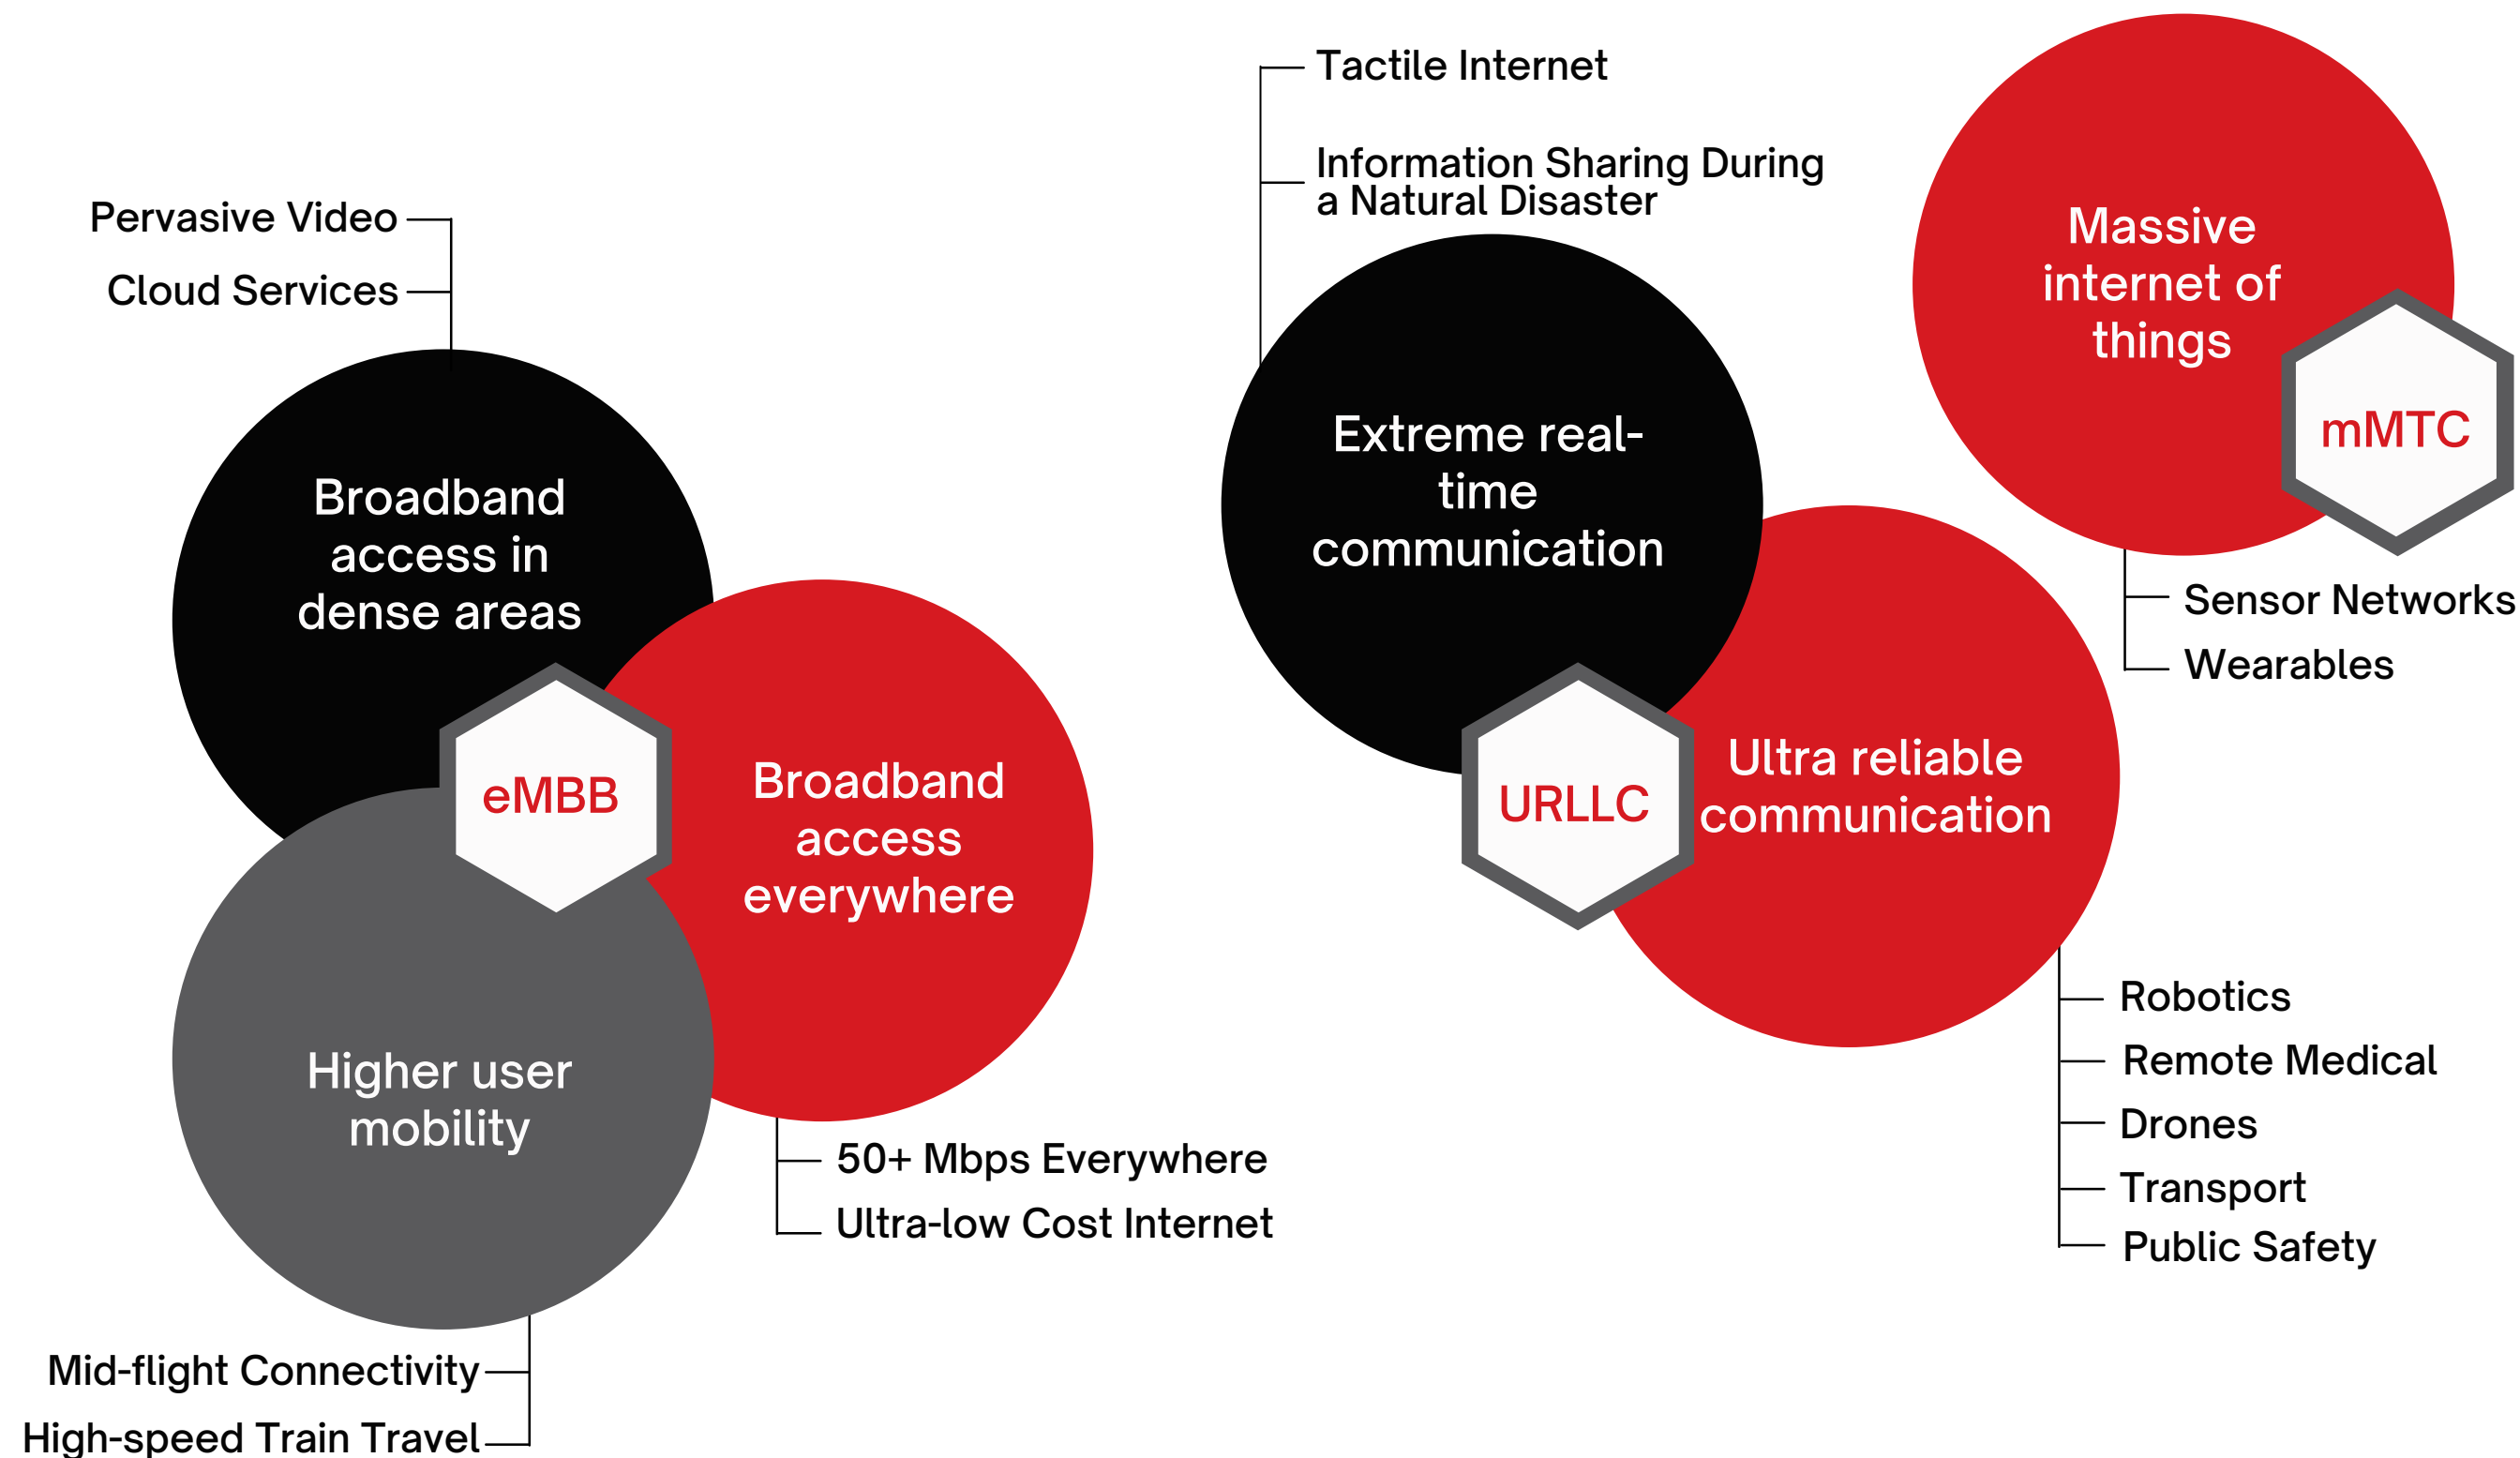 Pervasive Video
Cloud Services
Broadband
access in
dense areas
eMBB
Broadband
access
everywhere
Higher user
mobility
50+ Mbps Everywhere
Ultra-low Cost Internet
Mid-flight Connectivity
High-speed Train Travel
Tactile Internet
Information Sharing During
a Natural Disaster
Extreme real-
time
communication
URLLC
Ultra reliable
communication
Robotics
Remote Medical
Drones
Transport
Public Safety
Massive
internet of
things
mMTC
Sensor Networks
Wearables